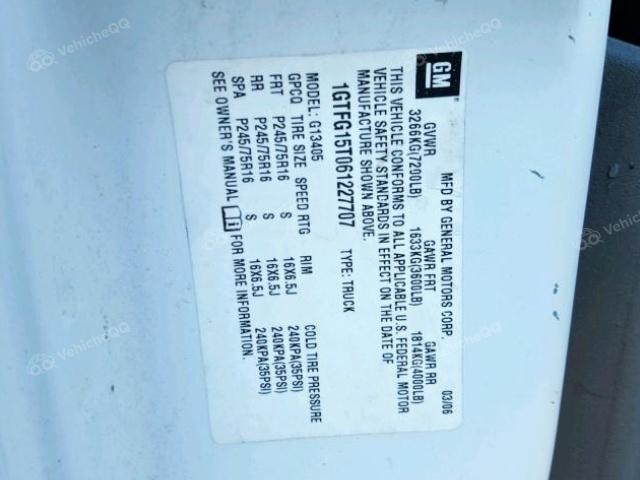 GM
MFD BY GENERAL MOTORS CORP. 03/06
GVWR GAWR FRT GAWR RR
3266KG(7200LB) 1633KG(3600LB) 1814KG(4000LB)
THIS VEHICLE CONFORMS TO ALL APPLICABLE U.S. FEDERAL MOTOR
VEHICLE SAFETY STANDARDS IN EFFECT ON THE DATE OF
MANUFACTURE SHOWN ABOVE.
1GTFG15T061227707 TYPE: TRUCK
MODEL: G13405
GPCQ TIRE SIZE SPEED RTG RIM COLD TIRE PRESSURE
FRT P245/75R16 S 16X6.5J 240KPA(35PSI)
RR P245/75R16 S 16X6.5J 240KPA(35PSI)
SPA P245/75R16 S 16X6.5J 240KPA(35PSI)
SEE OWNER'S MANUAL FOR MORE INFORMATION.
VehicheQQ